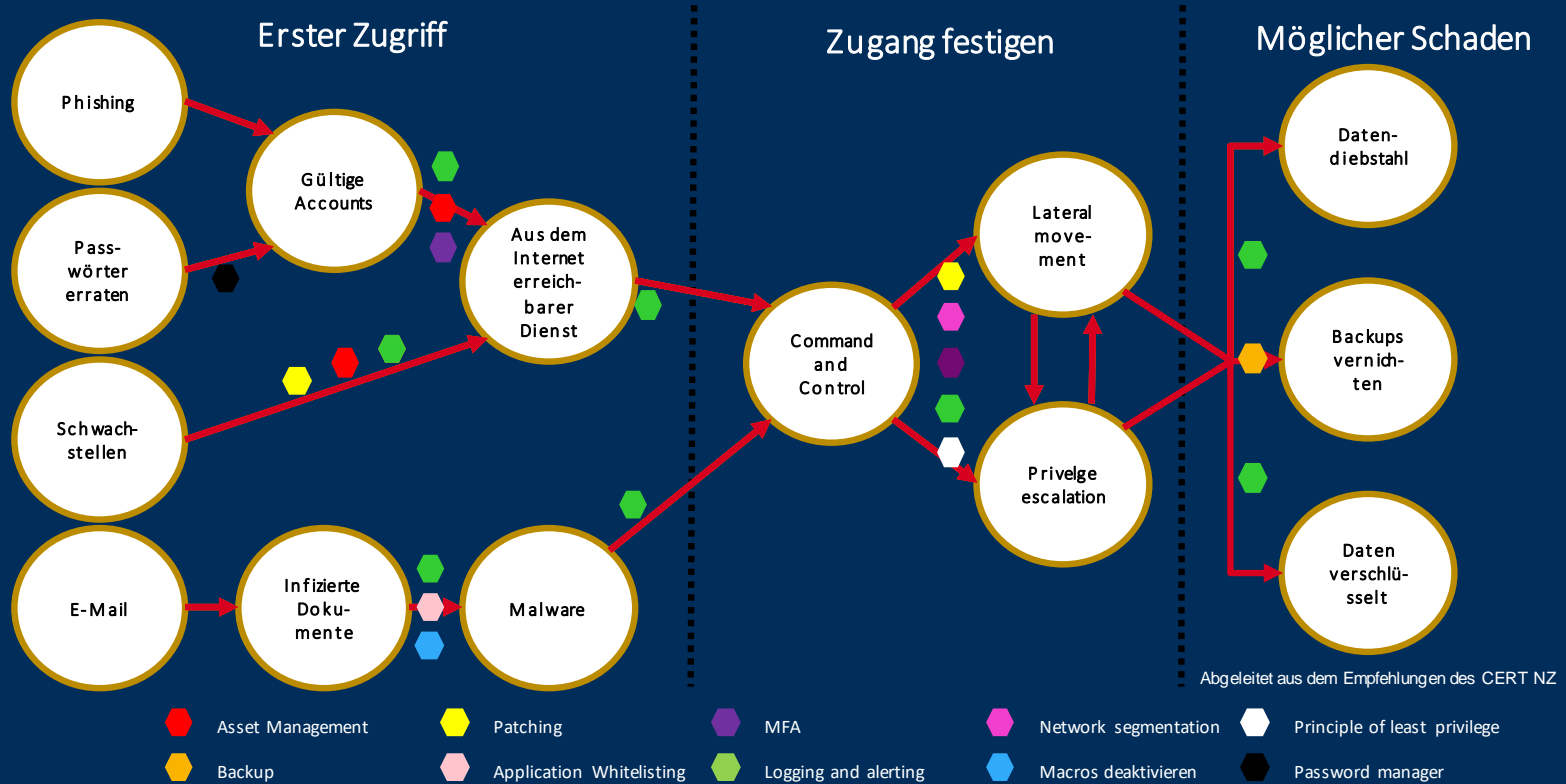 Erster Zugriff
Zugang festigen
Möglicher Schaden
Phishing
Gültige
Accounts
Pass-
wörter
erraten
Aus dem
Internet
erreich-
barer
Dienst
Schwach-
stellen
E-Mail
Infizierte
Doku-
mente
Malware
Command
and
Control
Lateral
move-
ment
Privelge
escalation
Daten-
diebstahl
Backups
vernich-
ten
Daten
verschlü-
sselt
Abgeleitet aus dem Empfehlungen des CERT NZ
Asset Management
Patching
MFA
Network segmentation
Principle of least privilege
Backup
Application Whitelisting
Logging and alerting
Macros deaktivieren
Password manager